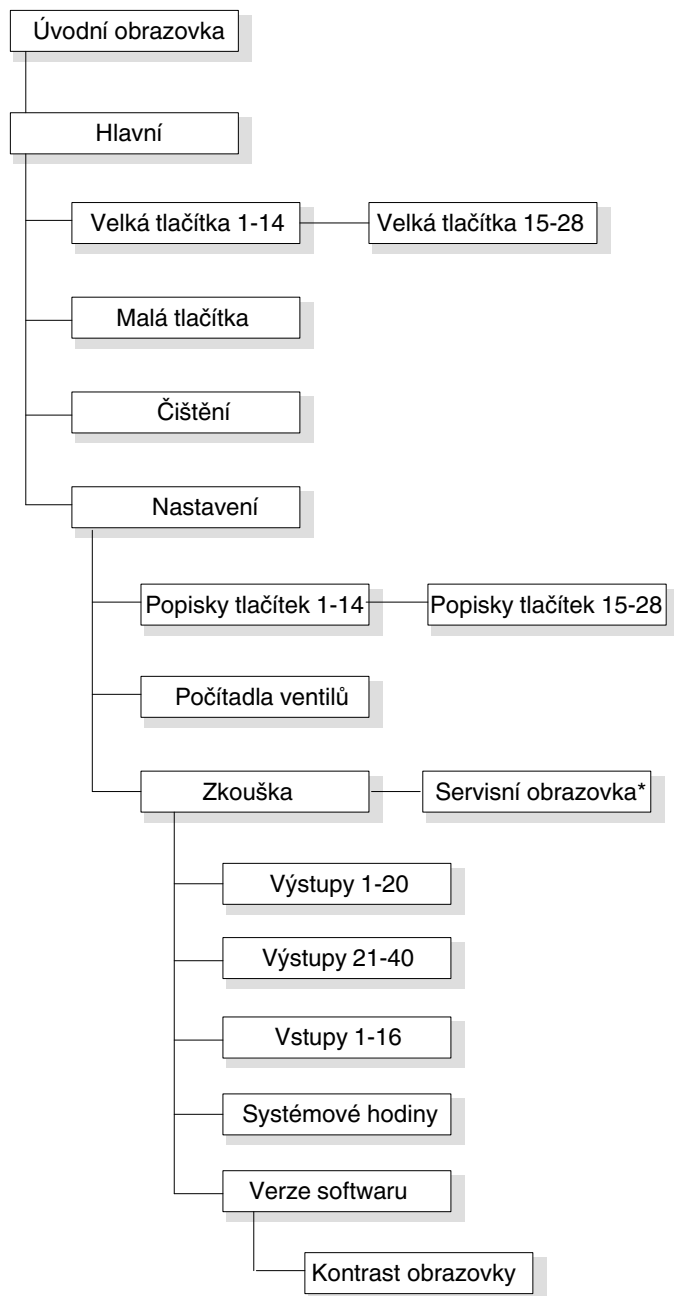 Úvodní obrazovka
Hlavní
Velká tlačítka 1-14
Velká tlačítka 15-28
Malá tlačítka
Čištění
Nastavení
Popisky tlačítek 1-14
Popisky tlačítek 15-28
Počítadla ventilů
Zkouška
Servisní obrazovka*
Výstupy 1-20
Výstupy 21-40
Vstupy 1-16
Systémové hodiny
Verze softwaru
Kontrast obrazovky